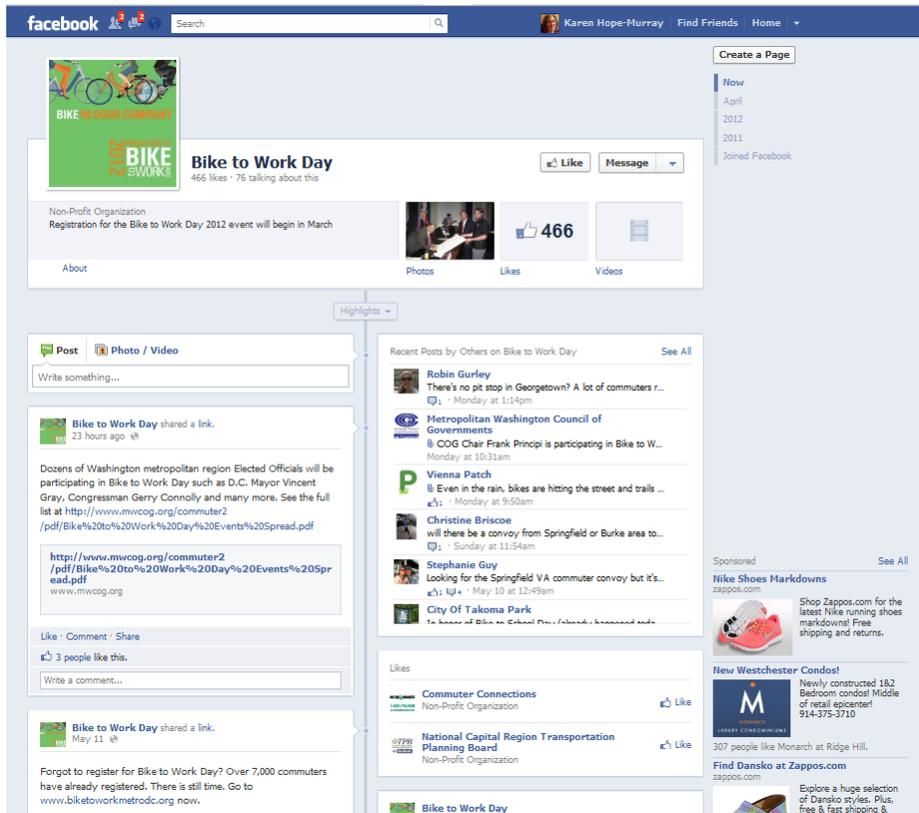 facebook
2
2
Search
Karen Hope-Murray
Find Friends
Home
Create a Page
Now
April
2012
2011
Joined Facebook
BIKE IN GOOD COMPANY
2012
BIKE
TO WORK DAY
Bike to Work Day
466 likes · 76 talking about this
Like
Message
Non-Profit Organization
Registration for the Bike to Work Day 2012 event will begin in March
About
Photos
466
Likes
Videos
Highlights
Post
Photo / Video
Write something...
Bike to Work Day shared a link.
23 hours ago
Dozens of Washington metropolitan region Elected Officials will be
participating in Bike to Work Day such as D.C. Mayor Vincent
Gray, Congressman Gerry Connolly and many more. See the full
list at http://www.mwcog.org/commuter2
/pdf/Bike%20to%20Work%20Day%20Events%20Spread.pdf
http://www.mwcog.org/commuter2
/pdf/Bike%20to%20Work%20Day%20Events%20Spr
ead.pdf
www.mwcog.org
Like · Comment · Share
3 people like this.
Write a comment...
Bike to Work Day shared a link.
May 11
Forgot to register for Bike to Work Day? Over 7,000 commuters
have already registered. There is still time. Go to
www.biketoworkmetrodc.org now.
Recent Posts by Others on Bike to Work Day
See All
Robin Gurley
There's no pit stop in Georgetown? A lot of commuters r...
1 · Monday at 1:14pm
Metropolitan Washington Council of
Governments
COG Chair Frank Principi is participating in Bike to W...
Monday at 10:31am
Vienna Patch
Even in the rain, bikes are hitting the street and trails ...
1 · Monday at 9:50am
Christine Briscoe
will there be a convoy from Springfield or Burke area to...
1 · Sunday at 11:54am
Stephanie Guy
Looking for the Springfield VA commuter convoy but it's...
1 4 · May 10 at 12:49am
City Of Takoma Park
In honor of Bike to School Day (already happened toda
Likes
Commuter Connections
Non-Profit Organization
Like
National Capital Region Transportation
Planning Board
Non-Profit Organization
Like
Bike to Work Day
Sponsored
See All
Nike Shoes Markdowns
zappos.com
Shop Zappos.com for the
latest Nike running shoes
markdowns! Free
shipping and returns.
New Westchester Condos!
M
MONARCH
LUXURY CONDOMINIUMS
Newly constructed 1&2
Bedroom condos! Middle
of retail epicenter!
914-375-3710
307 people like Monarch at Ridge Hill.
Find Dansko at Zappos.com
zappos.com
Explore a huge selection
of Dansko styles. Plus,
free & fast shipping &